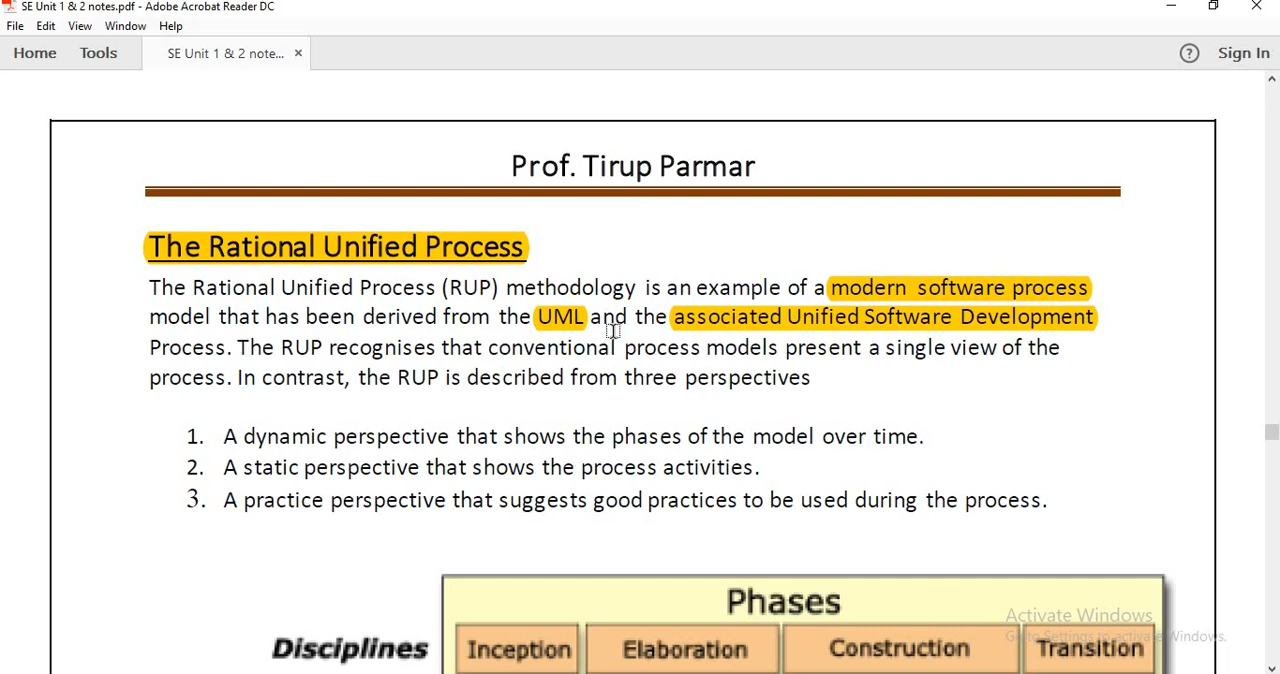 SE Unit 1 & 2 notes.pdf - Adobe Acrobat Reader DC
File Edit View Window Help
Home Tools SE Unit 1 & 2 note... × ? Sign In
Prof. Tirup Parmar
The Rational Unified Process
The Rational Unified Process (RUP) methodology is an example of a modern software process
model that has been derived from the UML and the associated Unified Software Development
Process. The RUP recognises that conventional process models present a single view of the
process. In contrast, the RUP is described from three perspectives
1. A dynamic perspective that shows the phases of the model over time.
2. A static perspective that shows the process activities.
3. A practice perspective that suggests good practices to be used during the process.
Phases
Activate Windows
Go to Settings to activate Windows.
Disciplines Inception Elaboration Construction Transition